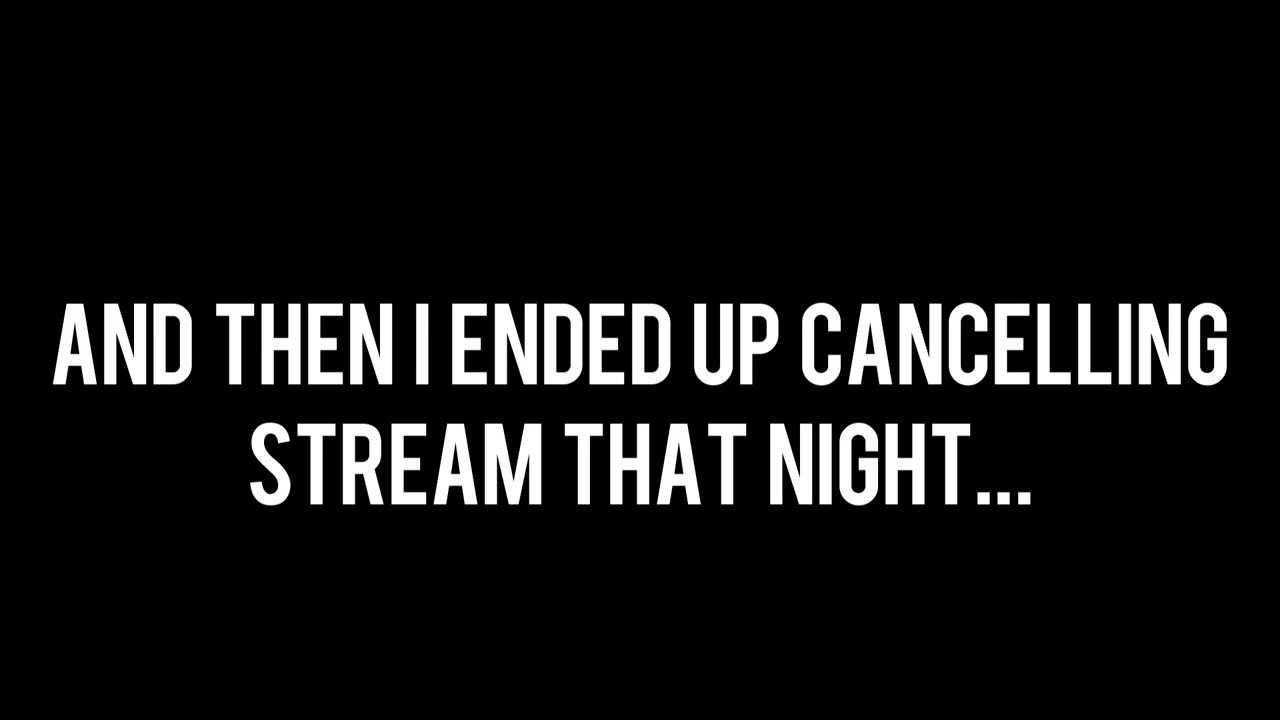 AND THEN I ENDED UP CANCELLING
STREAM THAT NIGHT...